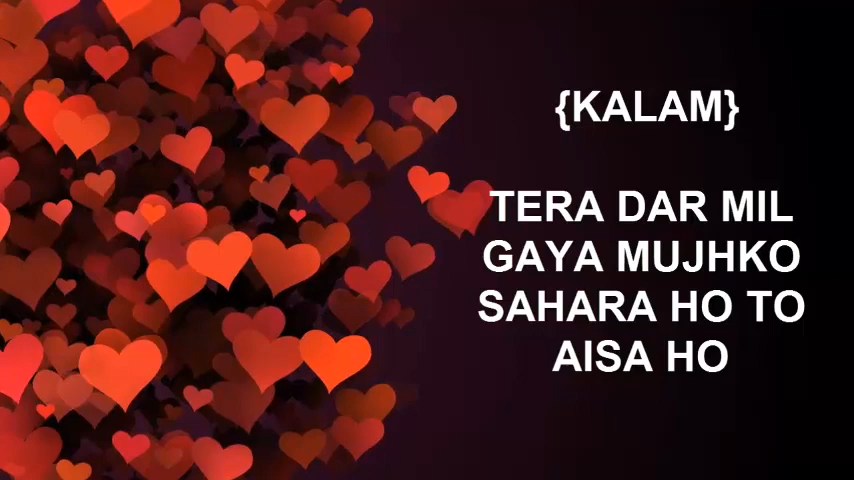 {KALAM}
TERA DAR MIL
GAYA MUJHKO
SAHARA HO TO
AISA HO